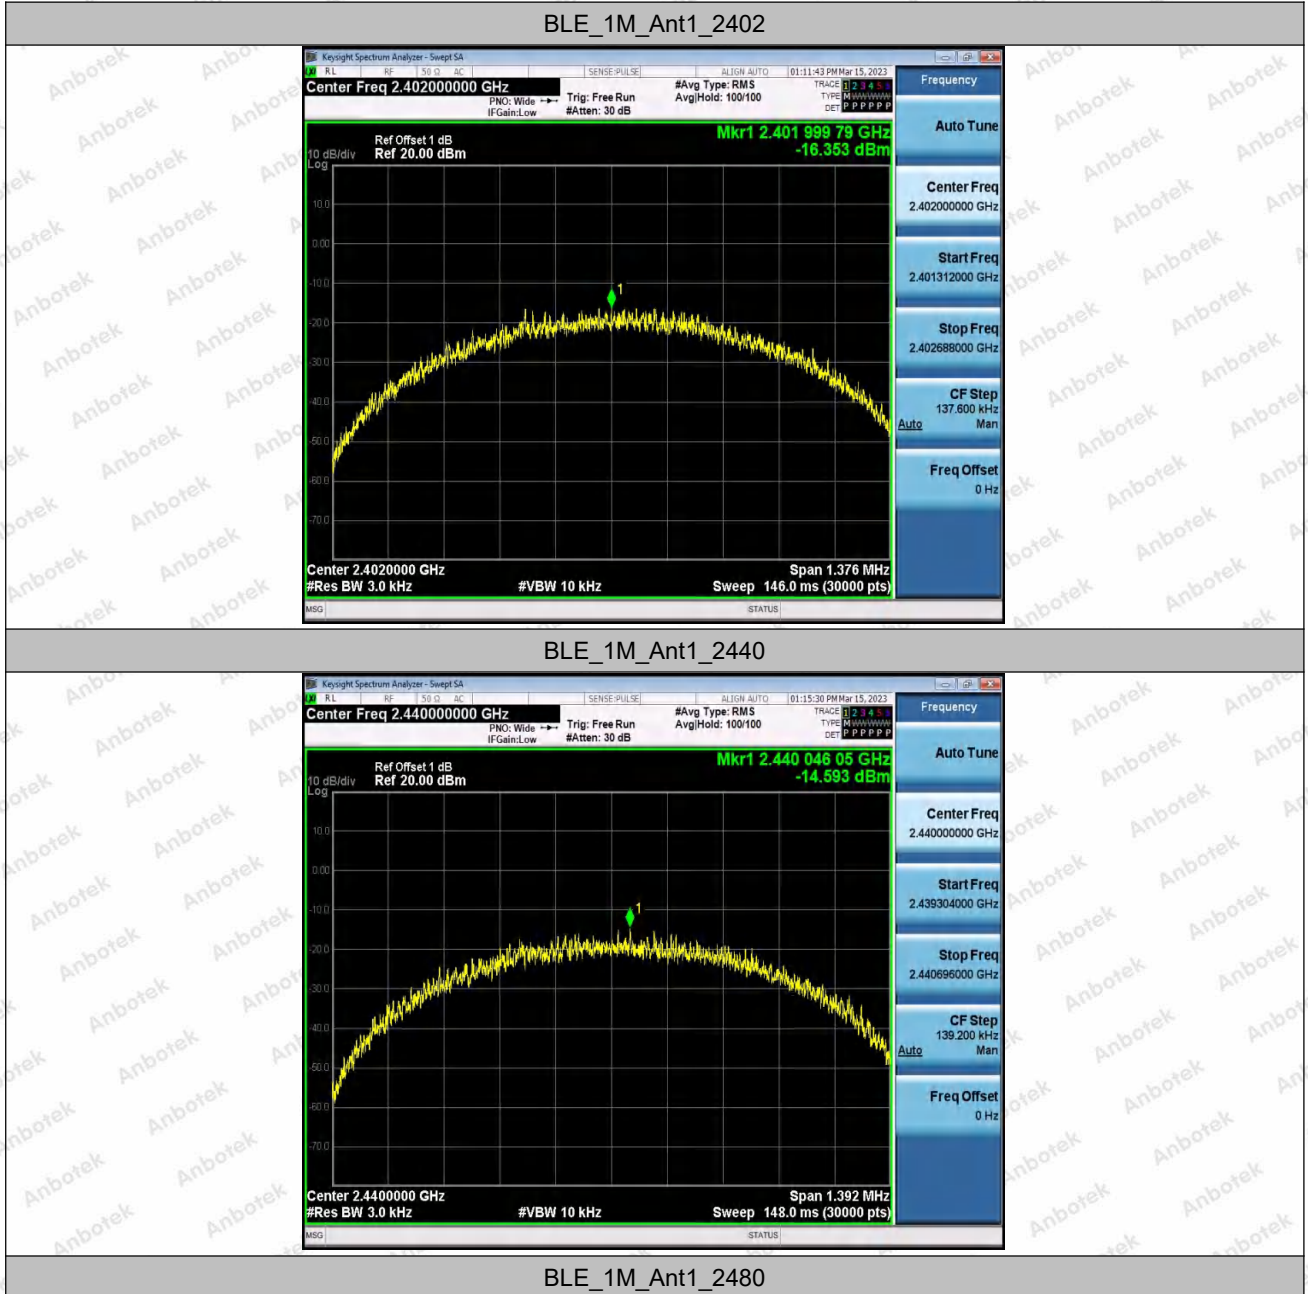 BLE_1M_Ant1_2402
Keysight Spectrum Analyzer - Swept SA
RL RF 50 Ω AC SENSE:PULSE ALIGN AUTO 01:11:43 PM Mar 15, 2023
Center Freq 2.402000000 GHz
PNO: Wide
IFGain:Low
Trig: Free Run
#Atten: 30 dB
#Avg Type: RMS
Avg|Hold: 100/100
TRACE 1 2 3 4 5 6
TYPE M
DET P P P P P P
Mkr1 2.401 999 79 GHz
-16.353 dBm
Ref Offset 1 dB
10 dB/div Ref 20.00 dBm
Log
10.0
0.00
-10.0
-20.0
-30.0
-40.0
-50.0
-60.0
-70.0
1
Center 2.4020000 GHz Span 1.376 MHz
#Res BW 3.0 kHz #VBW 10 kHz Sweep 146.0 ms (30000 pts)
MSG STATUS
Frequency
Auto Tune
Center Freq
2.402000000 GHz
Start Freq
2.401312000 GHz
Stop Freq
2.402688000 GHz
CF Step
137.600 kHz
Auto Man
Freq Offset
0 Hz
BLE_1M_Ant1_2440
Keysight Spectrum Analyzer - Swept SA
RL RF 50 Ω AC SENSE:PULSE ALIGN AUTO 01:15:30 PM Mar 15, 2023
Center Freq 2.440000000 GHz
PNO: Wide
IFGain:Low
Trig: Free Run
#Atten: 30 dB
#Avg Type: RMS
Avg|Hold: 100/100
TRACE 1 2 3 4 5 6
TYPE M
DET P P P P P P
Mkr1 2.440 046 05 GHz
-14.593 dBm
Ref Offset 1 dB
10 dB/div Ref 20.00 dBm
Log
10.0
0.00
-10.0
-20.0
-30.0
-40.0
-50.0
-60.0
-70.0
1
Center 2.4400000 GHz Span 1.392 MHz
#Res BW 3.0 kHz #VBW 10 kHz Sweep 148.0 ms (30000 pts)
MSG STATUS
Frequency
Auto Tune
Center Freq
2.440000000 GHz
Start Freq
2.439304000 GHz
Stop Freq
2.440696000 GHz
CF Step
139.200 kHz
Auto Man
Freq Offset
0 Hz
BLE_1M_Ant1_2480
Anbotek